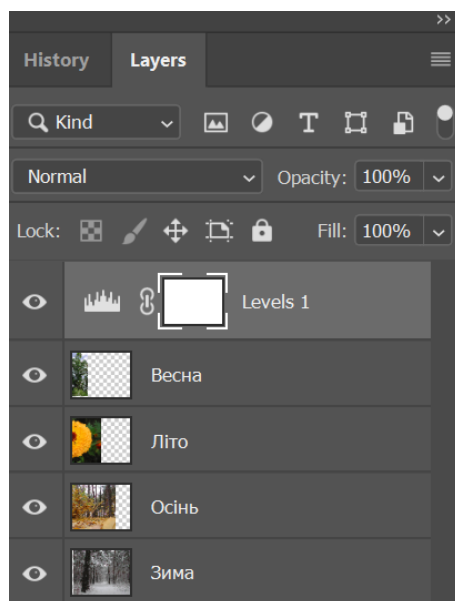 History Layers
Kind
Normal Opacity: 100%
Lock: Fill: 100%
Levels 1
Весна
Літо
Осінь
Зима